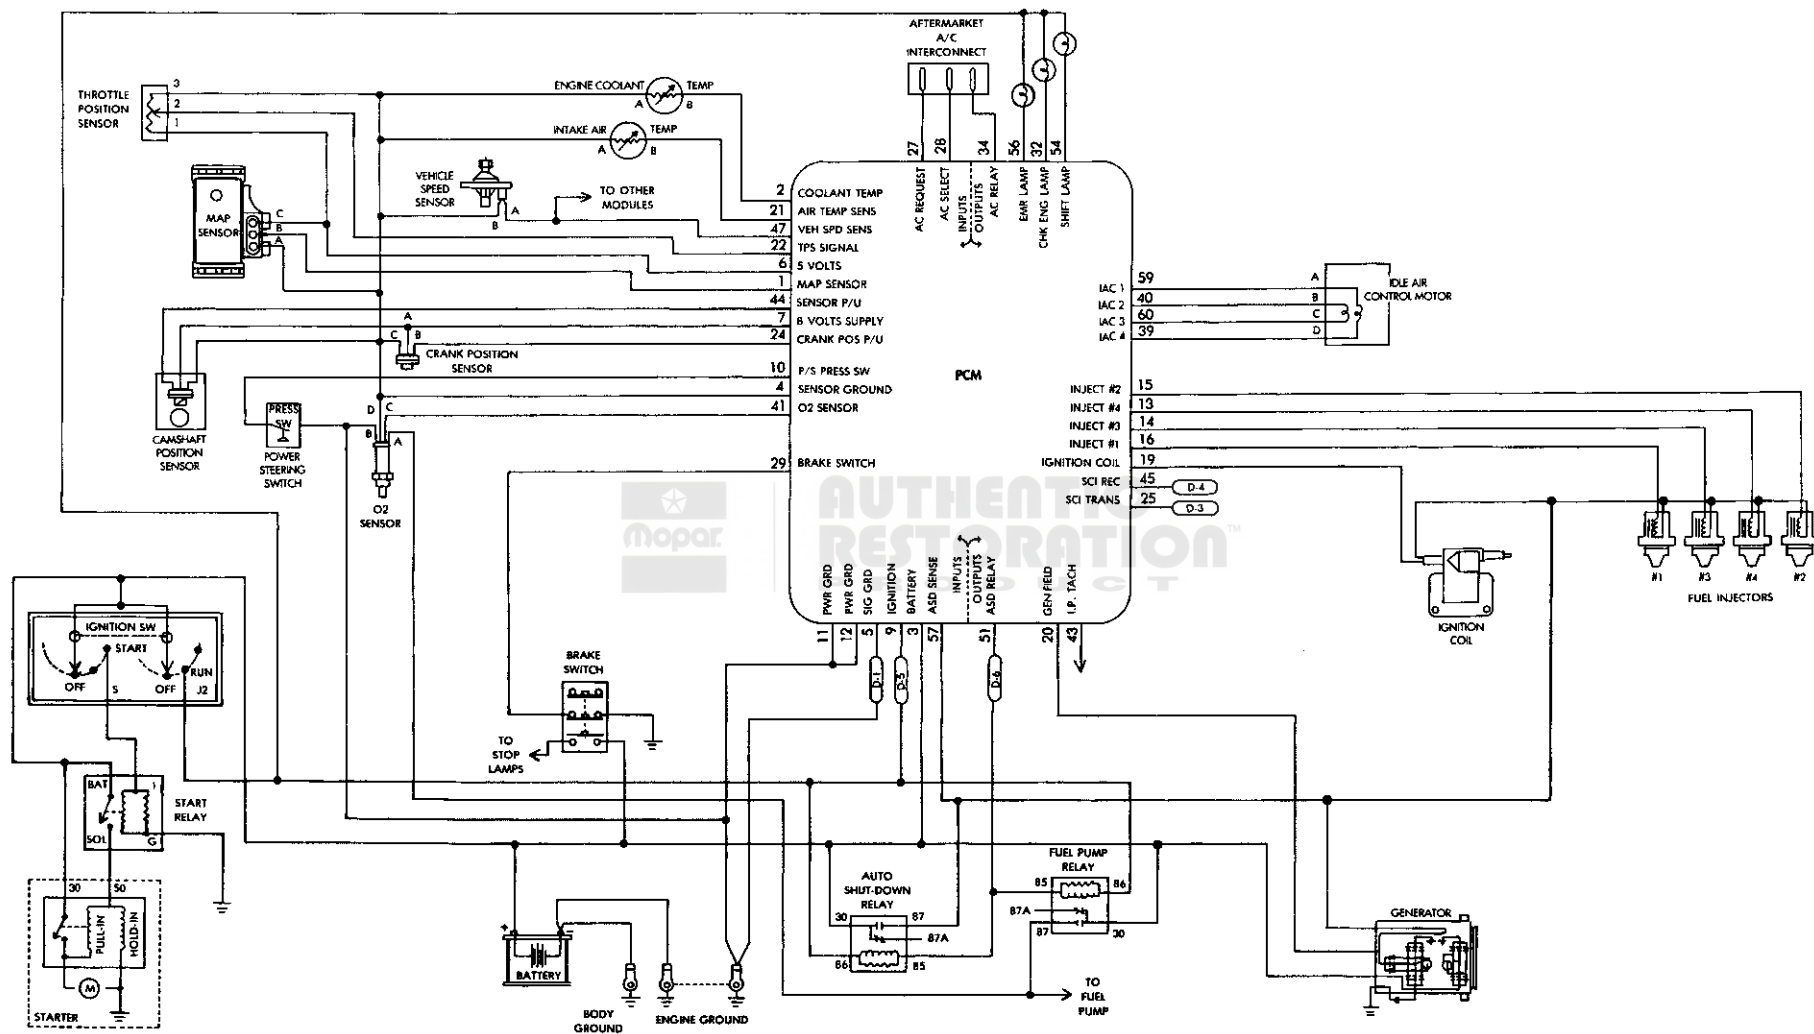 AFTERMARKET
A/C
INTERCONNECT
THROTTLE
POSITION
SENSOR
3
2
1
ENGINE COOLANT
TEMP
A
B
INTAKE AIR
TEMP
A
B
VEHICLE
SPEED
SENSOR
A
B
TO OTHER
MODULES
MAP
SENSOR
C
B
A
27
28
34
56
32
54
AC REQUEST
AC SELECT
INPUTS
OUTPUTS
AC RELAY
EMR LAMP
CHK ENG LAMP
SHIFT LAMP
2 COOLANT TEMP
21 AIR TEMP SENS
47 VEH SPD SENS
22 TPS SIGNAL
6 5 VOLTS
1 MAP SENSOR
44 SENSOR P/U
7 8 VOLTS SUPPLY
24 CRANK POS P/U
10 P/S PRESS SW
4 SENSOR GROUND
41 O2 SENSOR
29 BRAKE SWITCH
PCM
IAC 1 59
IAC 2 40
IAC 3 60
IAC 4 39
A
B
C
D
IDLE AIR
CONTROL MOTOR
INJECT #2 15
INJECT #4 13
INJECT #3 14
INJECT #1 16
IGNITION COIL 19
SCI REC 45 D-4
SCI TRANS 25 D-3
A
C
B
CRANK POSITION
SENSOR
CAMSHAFT
POSITION
SENSOR
PRESS
SW
POWER
STEERING
SWITCH
D
C
B
A
O2
SENSOR
Mopar
AUTHENTIC
RESTORATION™
PRODUCT
#1
#3
#4
#2
FUEL INJECTORS
IGNITION
COIL
PWR GRD
PWR GRD
SIG GRD
IGNITION
BATTERY
ASD SENSE
INPUTS
OUTPUTS
ASD RELAY
GEN FIELD
I.P. TACH
11
12
5
9
3
57
51
20
43
D-1
D-5
D-6
IGNITION SW
START
OFF
S
OFF
RUN
J2
BRAKE
SWITCH
TO
STOP
LAMPS
BAT
I
SOL
G
START
RELAY
30
50
PULL-IN
HOLD-IN
M
STARTER
+
-
BATTERY
BODY
GROUND
ENGINE GROUND
AUTO
SHUT-DOWN
RELAY
30
87
87A
86
85
FUEL PUMP
RELAY
85
86
87A
87
30
TO
FUEL
PUMP
GENERATOR